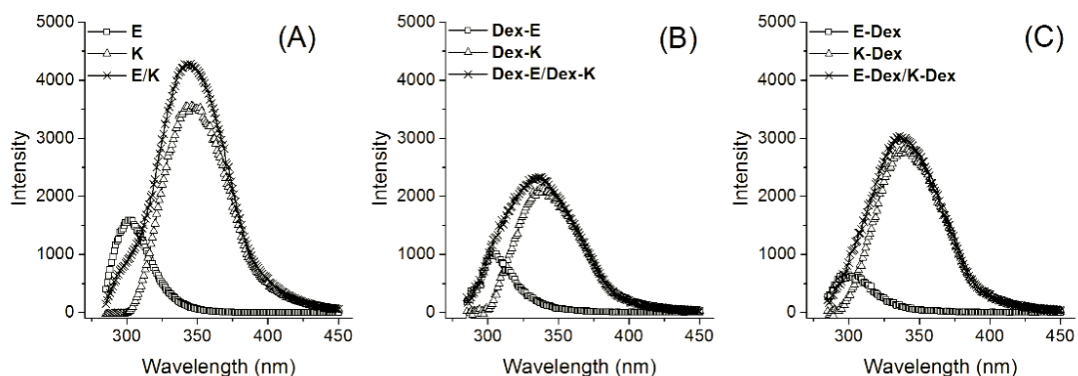 (A)
E
K
E/K
5000
4000
3000
2000
1000
0
Intensity
300 350 400 450
Wavelength (nm)
(B)
Dex-E
Dex-K
Dex-E/Dex-K
5000
4000
3000
2000
1000
0
Intensity
300 350 400 450
Wavelength (nm)
(C)
E-Dex
K-Dex
E-Dex/K-Dex
5000
4000
3000
2000
1000
0
Intensity
300 350 400 450
Wavelength (nm)